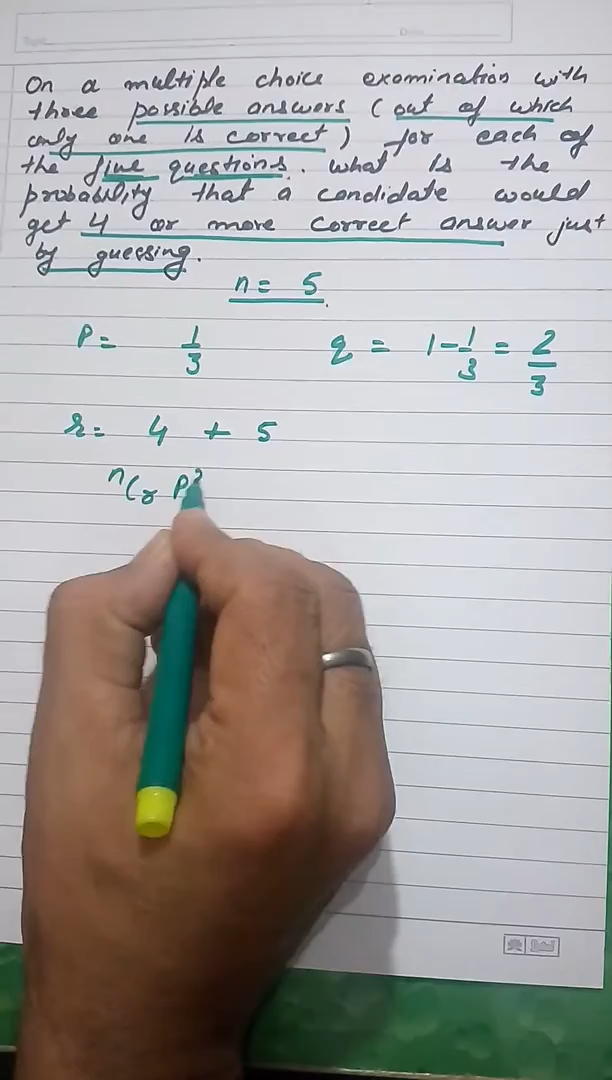 On a multiple choice examination with
three possible answers (out of which
only one is correct) for each of
the five questions. what is the
probability that a candidate would
get 4 or more correct answer just
by guessing.
n = 5
P = 1/3 q = 1-1/3 = 2/3
r = 4 + 5
nCr P